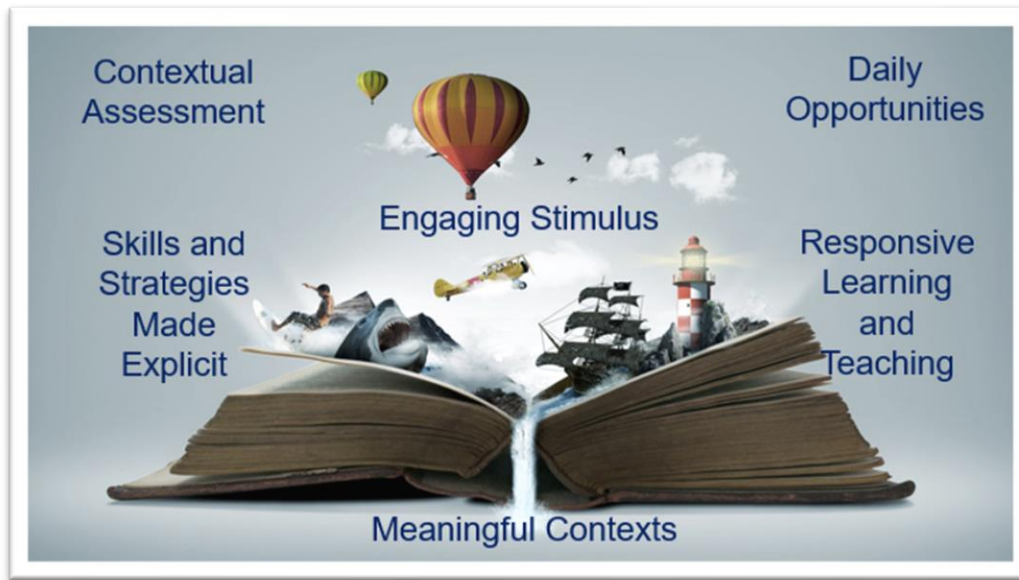 Contextual
Assessment
Daily
Opportunities
Engaging Stimulus
Skills and
Strategies
Made
Explicit
Responsive
Learning
and
Teaching
Meaningful Contexts